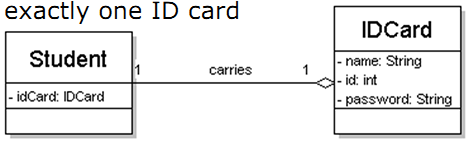 exactly one ID card
Student
- idCard: IDCard
1 carries 1
IDCard
- name: String
- id: int
- password: String